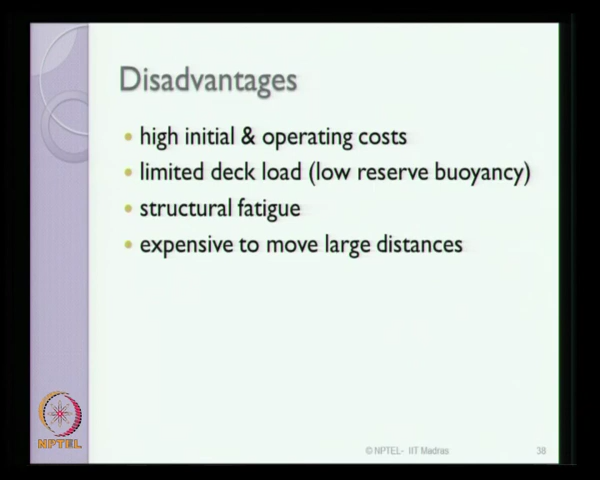 Disadvantages
• high initial & operating costs
• limited deck load (low reserve buoyancy)
• structural fatigue
• expensive to move large distances
NPTEL
© NPTEL- IIT Madras
38